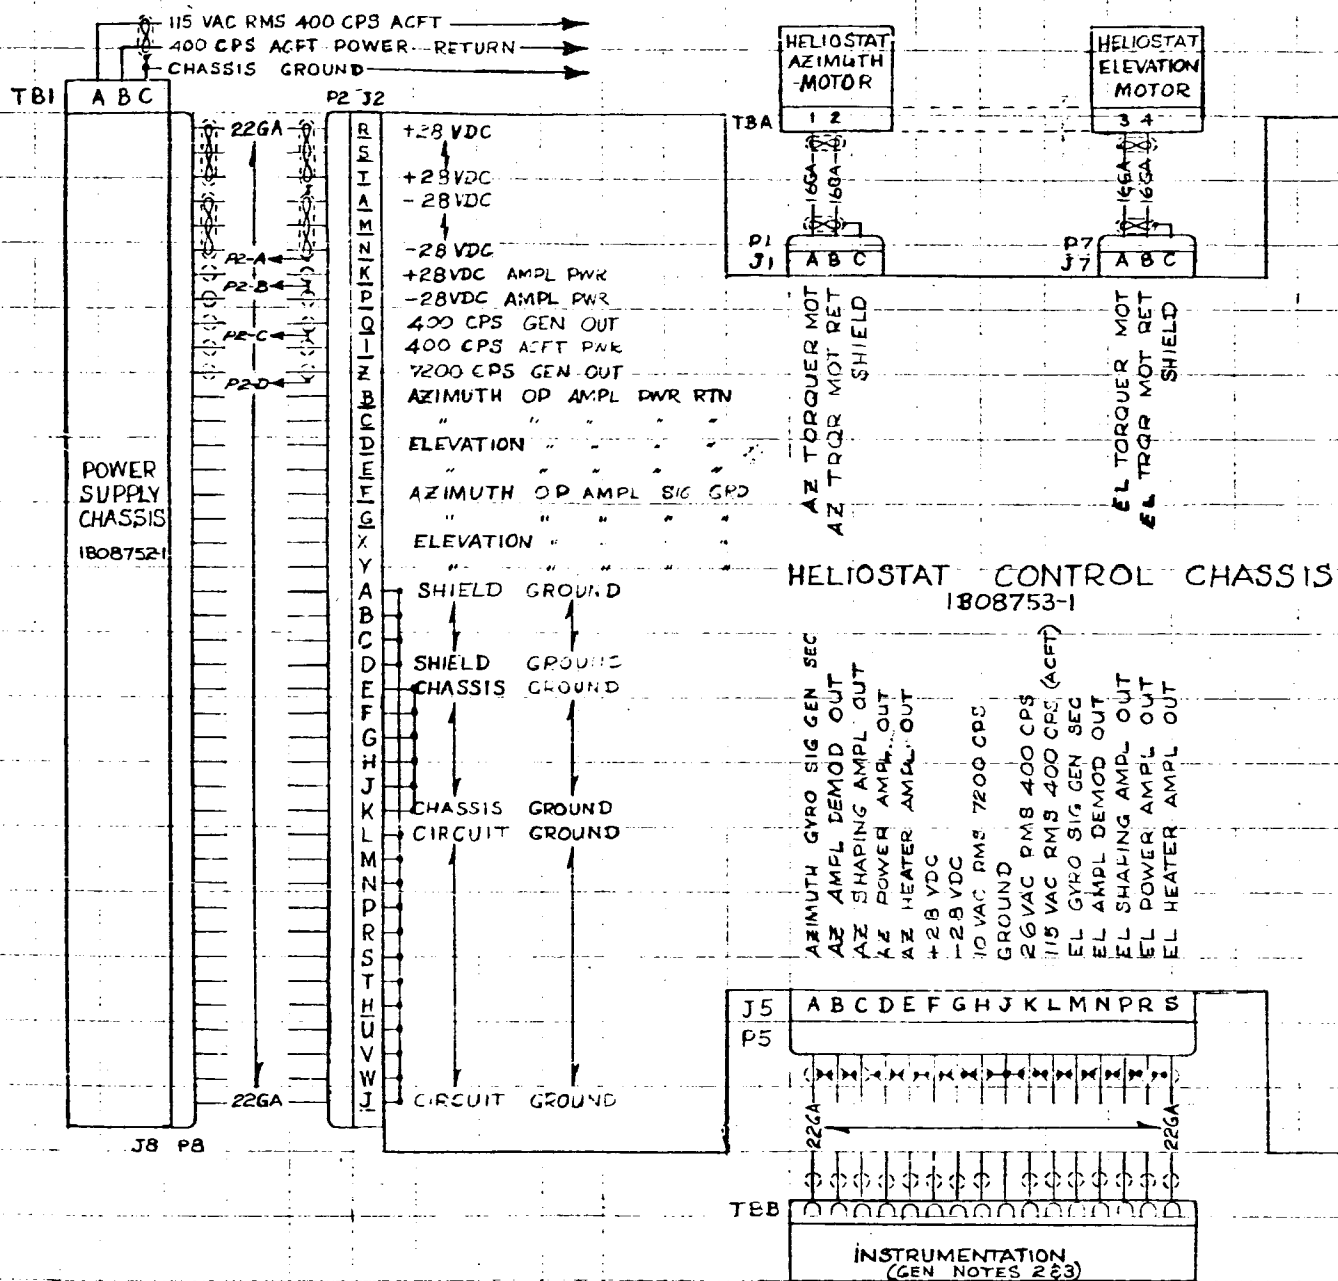 115 VAC RMS 400 CPS ACFT
400 CPS ACFT POWER RETURN
CHASSIS GROUND
TB1 A B C
P2 J2
22GA
R +28 VDC
S
T +28 VDC
A -28 VDC
M
N -28 VDC
P2-A
K +28VDC AMPL PWR
P2-B
P -28VDC AMPL PWR
Q 400 CPS GEN OUT
P2-C
I 400 CPS ACFT PWR
Z 7200 CPS GEN OUT
P2-D
B AZIMUTH OP AMPL PWR RTN
C " " " " "
D ELEVATION " " " "
E " " " " "
F AZIMUTH OP AMPL SIG GRD
G " " " " "
X ELEVATION " " " "
Y " " " " "
A SHIELD GROUND
B
C
D SHIELD GROUND
E CHASSIS GROUND
F
G
H
J
K CHASSIS GROUND
L CIRCUIT GROUND
M
N
P
R
S
T
H
U
V
W
J CIRCUIT GROUND
22GA
POWER
SUPPLY
CHASSIS
1B08752-1
J8 P8
HELIOSTAT
AZIMUTH
MOTOR
TBA 1 2
16GA
16GA
P1
J1 A B C
AZ TORQUER MOT
AZ TRQR MOT RET
SHIELD
HELIOSTAT
ELEVATION
MOTOR
3 4
16GA
16GA
P7
J7 A B C
EL TORQUER MOT
EL TRQR MOT RET
SHIELD
HELIOSTAT CONTROL CHASSIS
1B08753-1
AZIMUTH GYRO SIG GEN SEC
AZ AMPL DEMOD OUT
AZ SHAPING AMPL OUT
AZ POWER AMPL OUT
AZ HEATER AMPL OUT
+28 VDC
-28 VDC
10 VAC RMS 7200 CPS
GROUND
26 VAC RMS 400 CPS
115 VAC RMS 400 CPS (ACFT)
EL GYRO SIG GEN SEC
EL AMPL DEMOD OUT
EL SHAPING AMPL OUT
EL POWER AMPL OUT
EL HEATER AMPL OUT
J5 A B C D E F G H J K L M N P R S
P5
22GA
22GA
TBB
INSTRUMENTATION
(GEN NOTES 2&3)